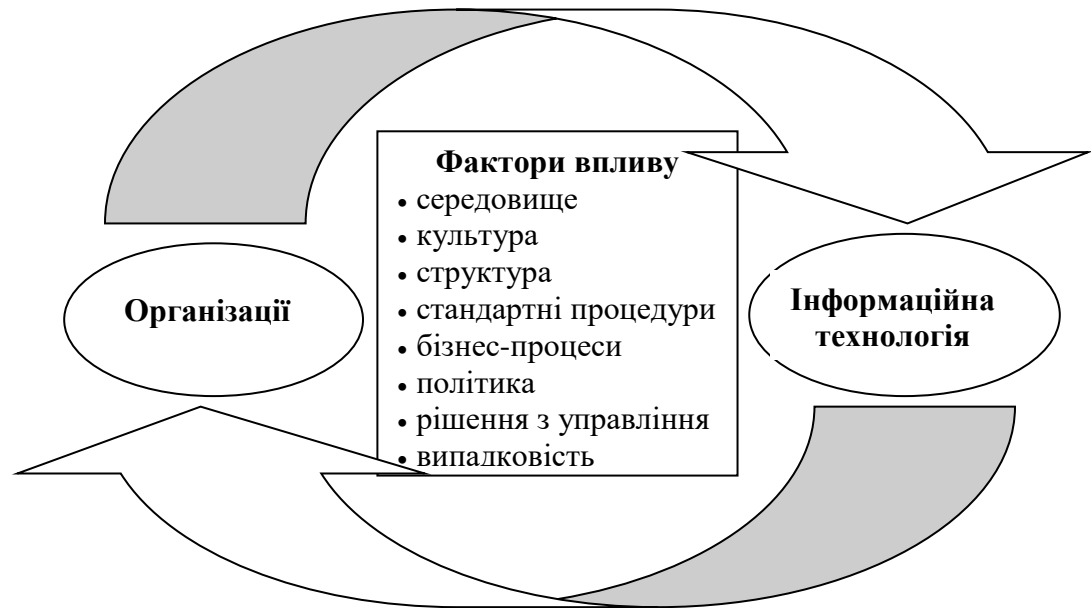 Фактори впливу
• середовище
• культура
• структура
• стандартні процедури
• бізнес-процеси
• політика
• рішення з управління
• випадковість
Організації
Інформаційна
технологія